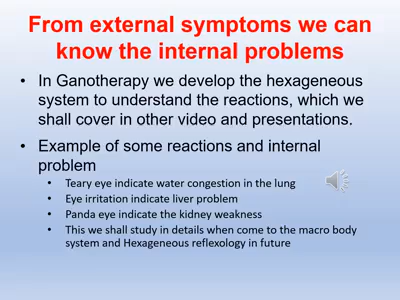 From external symptoms we can
know the internal problems
• In Ganotherapy we develop the hexageneous
system to understand the reactions, which we
shall cover in other video and presentations.
• Example of some reactions and internal
problem
• Teary eye indicate water congestion in the lung
• Eye irritation indicate liver problem
• Panda eye indicate the kidney weakness
• This we shall study in details when come to the macro body
system and Hexageneous reflexology in future